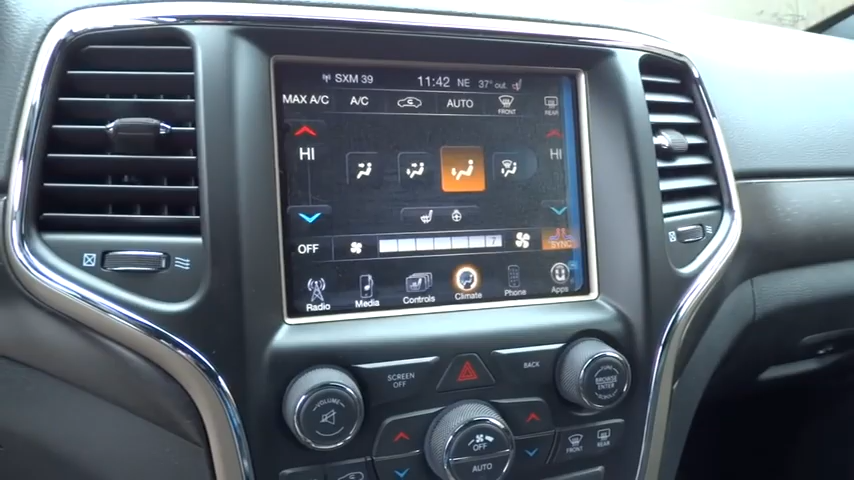 SXM 39 11:42 NE 37° out
MAX A/C A/C AUTO FRONT REAR
HI HI
OFF 7 SYNC
Radio Media Controls Climate Phone Apps
SCREEN OFF BACK
VOLUME BROWSE ENTER SCROLL
OFF AUTO FRONT REAR